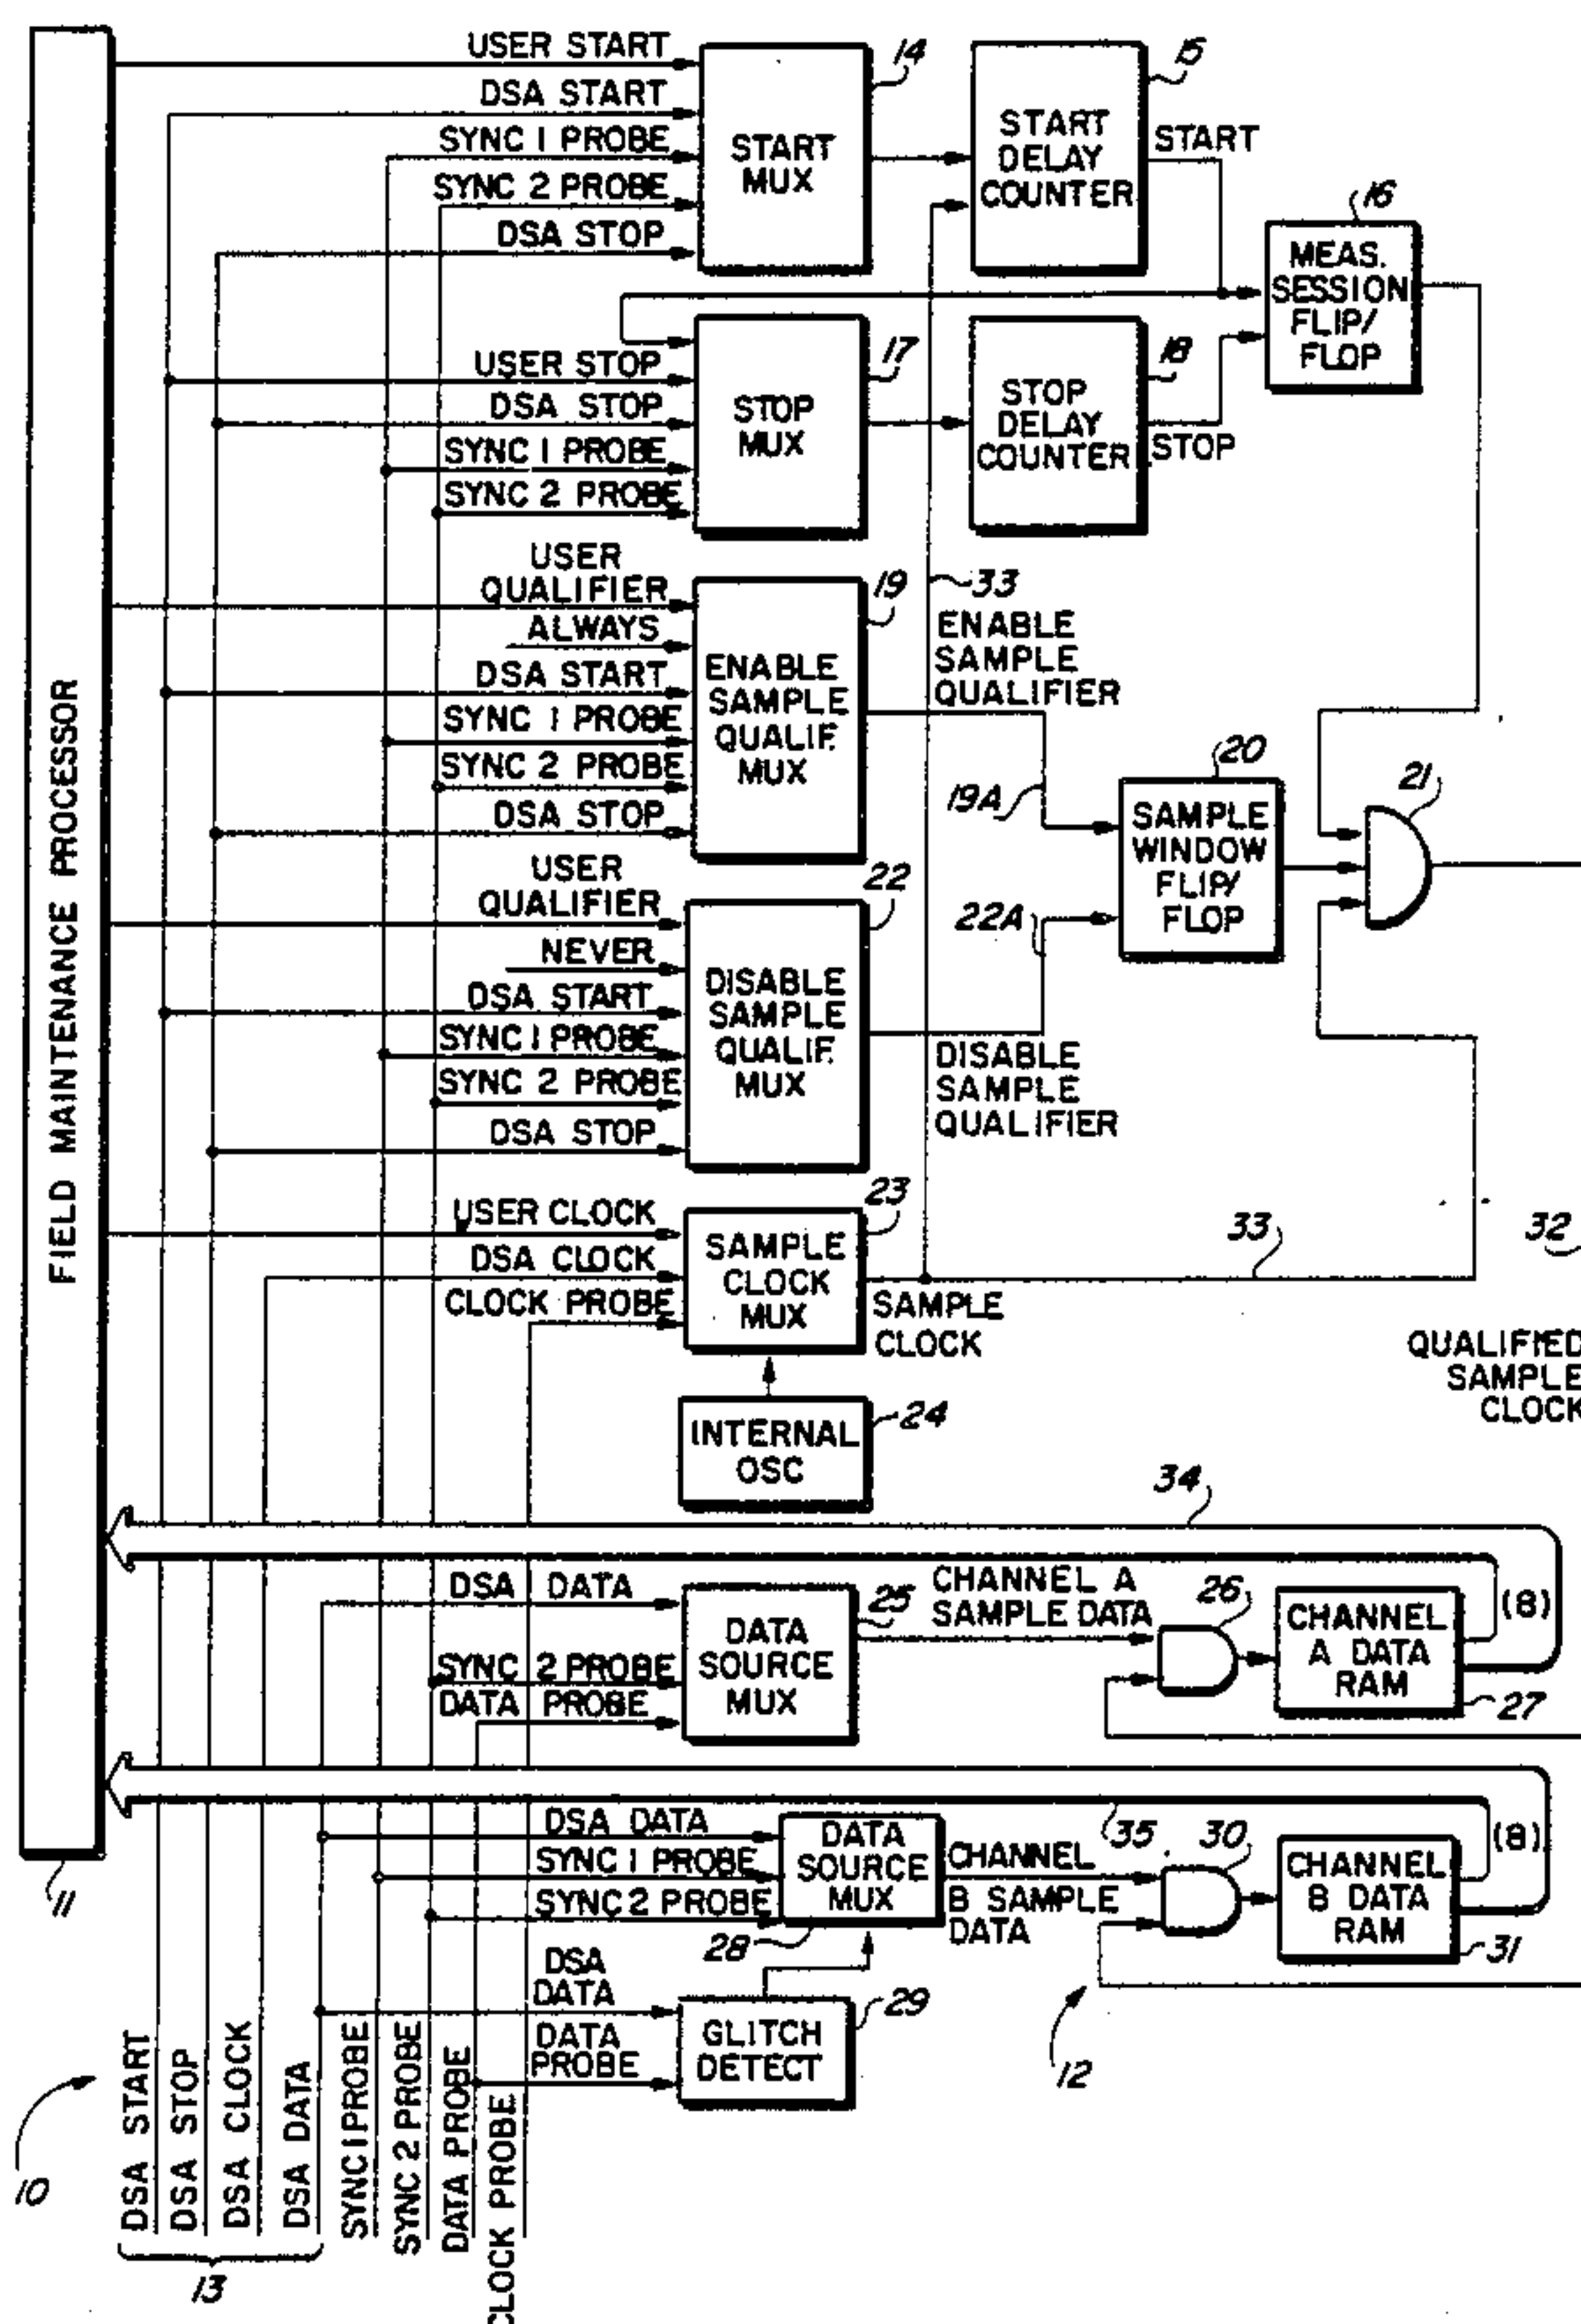 USER START
DSA START
SYNC 1 PROBE
SYNC 2 PROBE
DSA STOP
START
MUX
14
START
DELAY
COUNTER
15
START
16
MEAS.
SESSION
FLIP/
FLOP
USER STOP
DSA STOP
SYNC 1 PROBE
SYNC 2 PROBE
STOP
MUX
17
STOP
DELAY
COUNTER
18
STOP
USER
QUALIFIER
ALWAYS
DSA START
SYNC 1 PROBE
SYNC 2 PROBE
DSA STOP
ENABLE
SAMPLE
QUALIF.
MUX
19
33
ENABLE
SAMPLE
QUALIFIER
19A
20
SAMPLE
WINDOW
FLIP/
FLOP
21
USER
QUALIFIER
NEVER
DSA START
SYNC 1 PROBE
SYNC 2 PROBE
DSA STOP
22
DISABLE
SAMPLE
QUALIF.
MUX
22A
DISABLE
SAMPLE
QUALIFIER
USER CLOCK
DSA CLOCK
CLOCK PROBE
23
SAMPLE
CLOCK
MUX
SAMPLE
CLOCK
33
32
QUALIFIED
SAMPLE
CLOCK
INTERNAL
OSC
24
FIELD MAINTENANCE PROCESSOR
11
34
DSA DATA
SYNC 2 PROBE
DATA PROBE
DATA
SOURCE
MUX
25
CHANNEL A
SAMPLE DATA
26
CHANNEL
A DATA
RAM
(8)
27
DSA DATA
SYNC 1 PROBE
SYNC 2 PROBE
DATA
SOURCE
MUX
28
CHANNEL
B SAMPLE
DATA
35
30
CHANNEL
B DATA
RAM
(8)
31
DSA
DATA
DATA
PROBE
GLITCH
DETECT
29
12
10
DSA START
DSA STOP
DSA CLOCK
DSA DATA
SYNC 1 PROBE
SYNC 2 PROBE
DATA PROBE
CLOCK PROBE
13